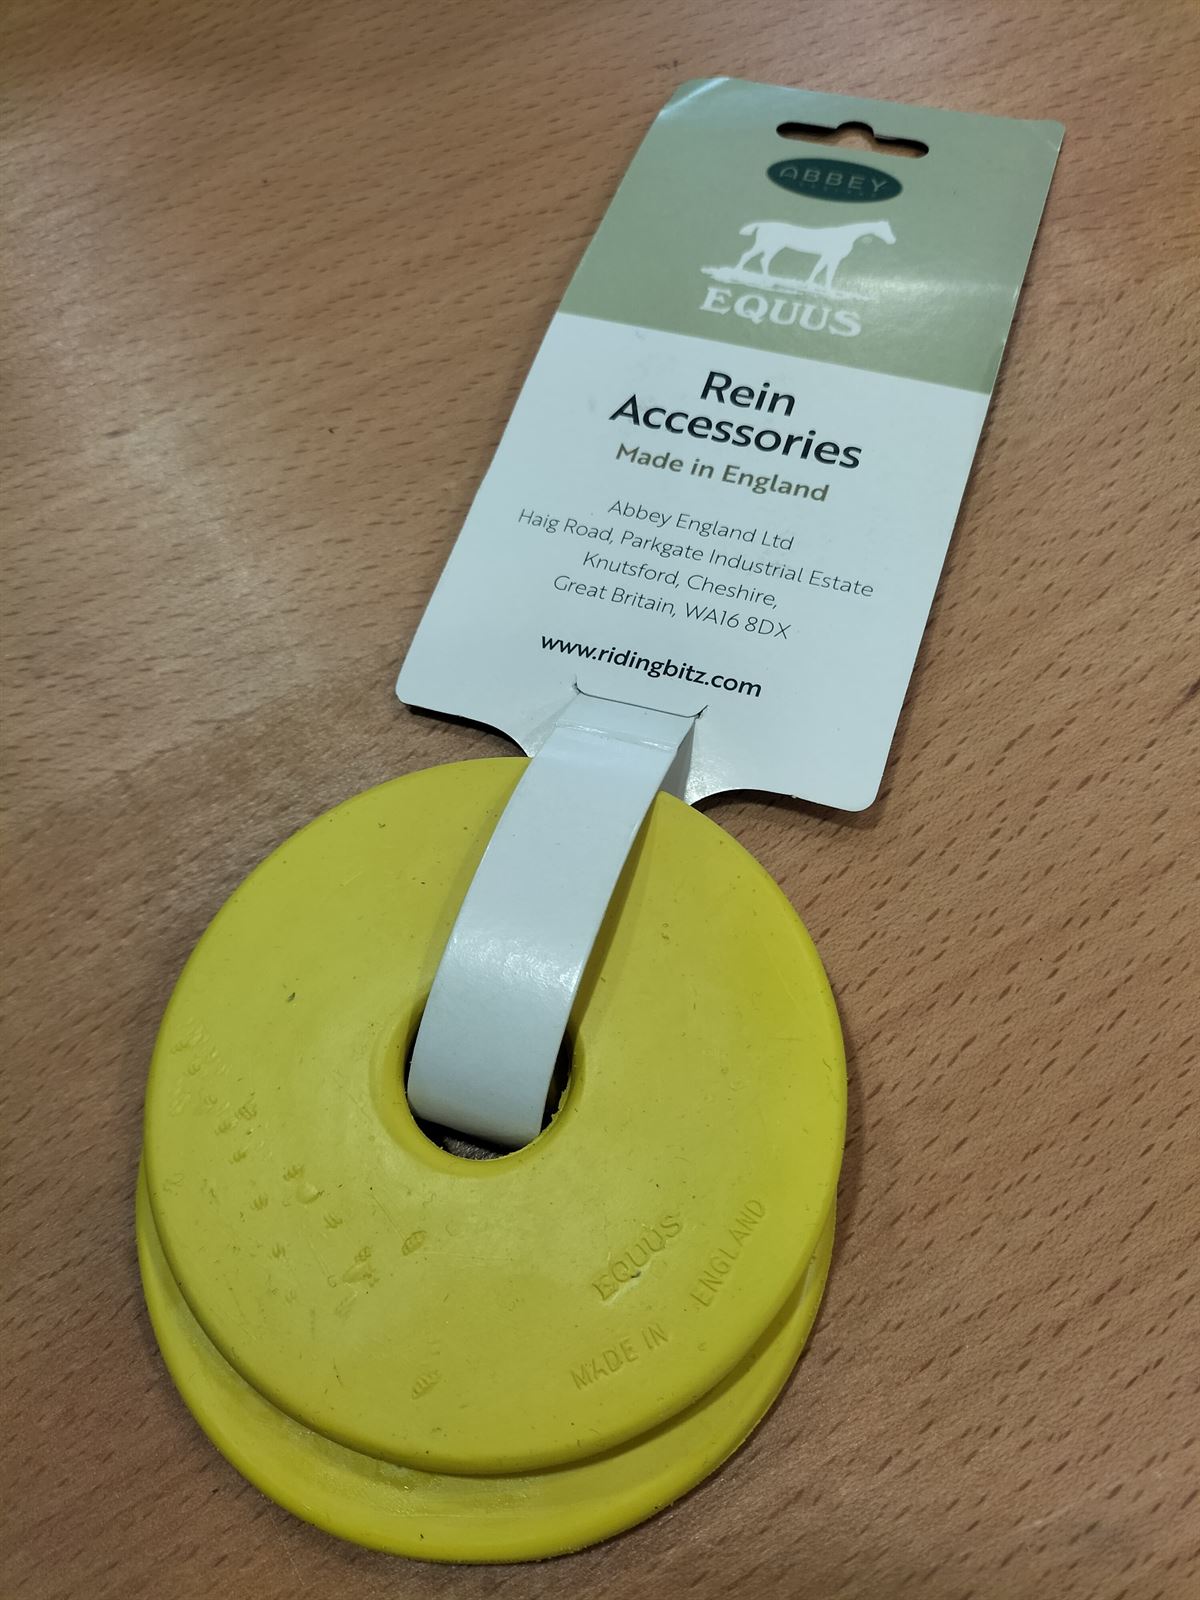 ABBEY
EQUUS
Rein
Accessories
Made in England
Abbey England Ltd
Haig Road, Parkgate Industrial Estate
Knutsford, Cheshire,
Great Britain, WA16 8DX
www.ridingbitz.com
EQUUS
MADE IN ENGLAND